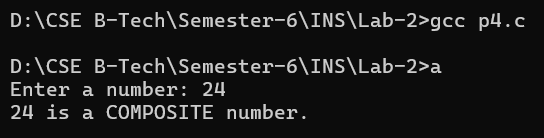 D:\CSE B-Tech\Semester-6\INS\Lab-2>gcc p4.c
D:\CSE B-Tech\Semester-6\INS\Lab-2>a
Enter a number: 24
24 is a COMPOSITE number.